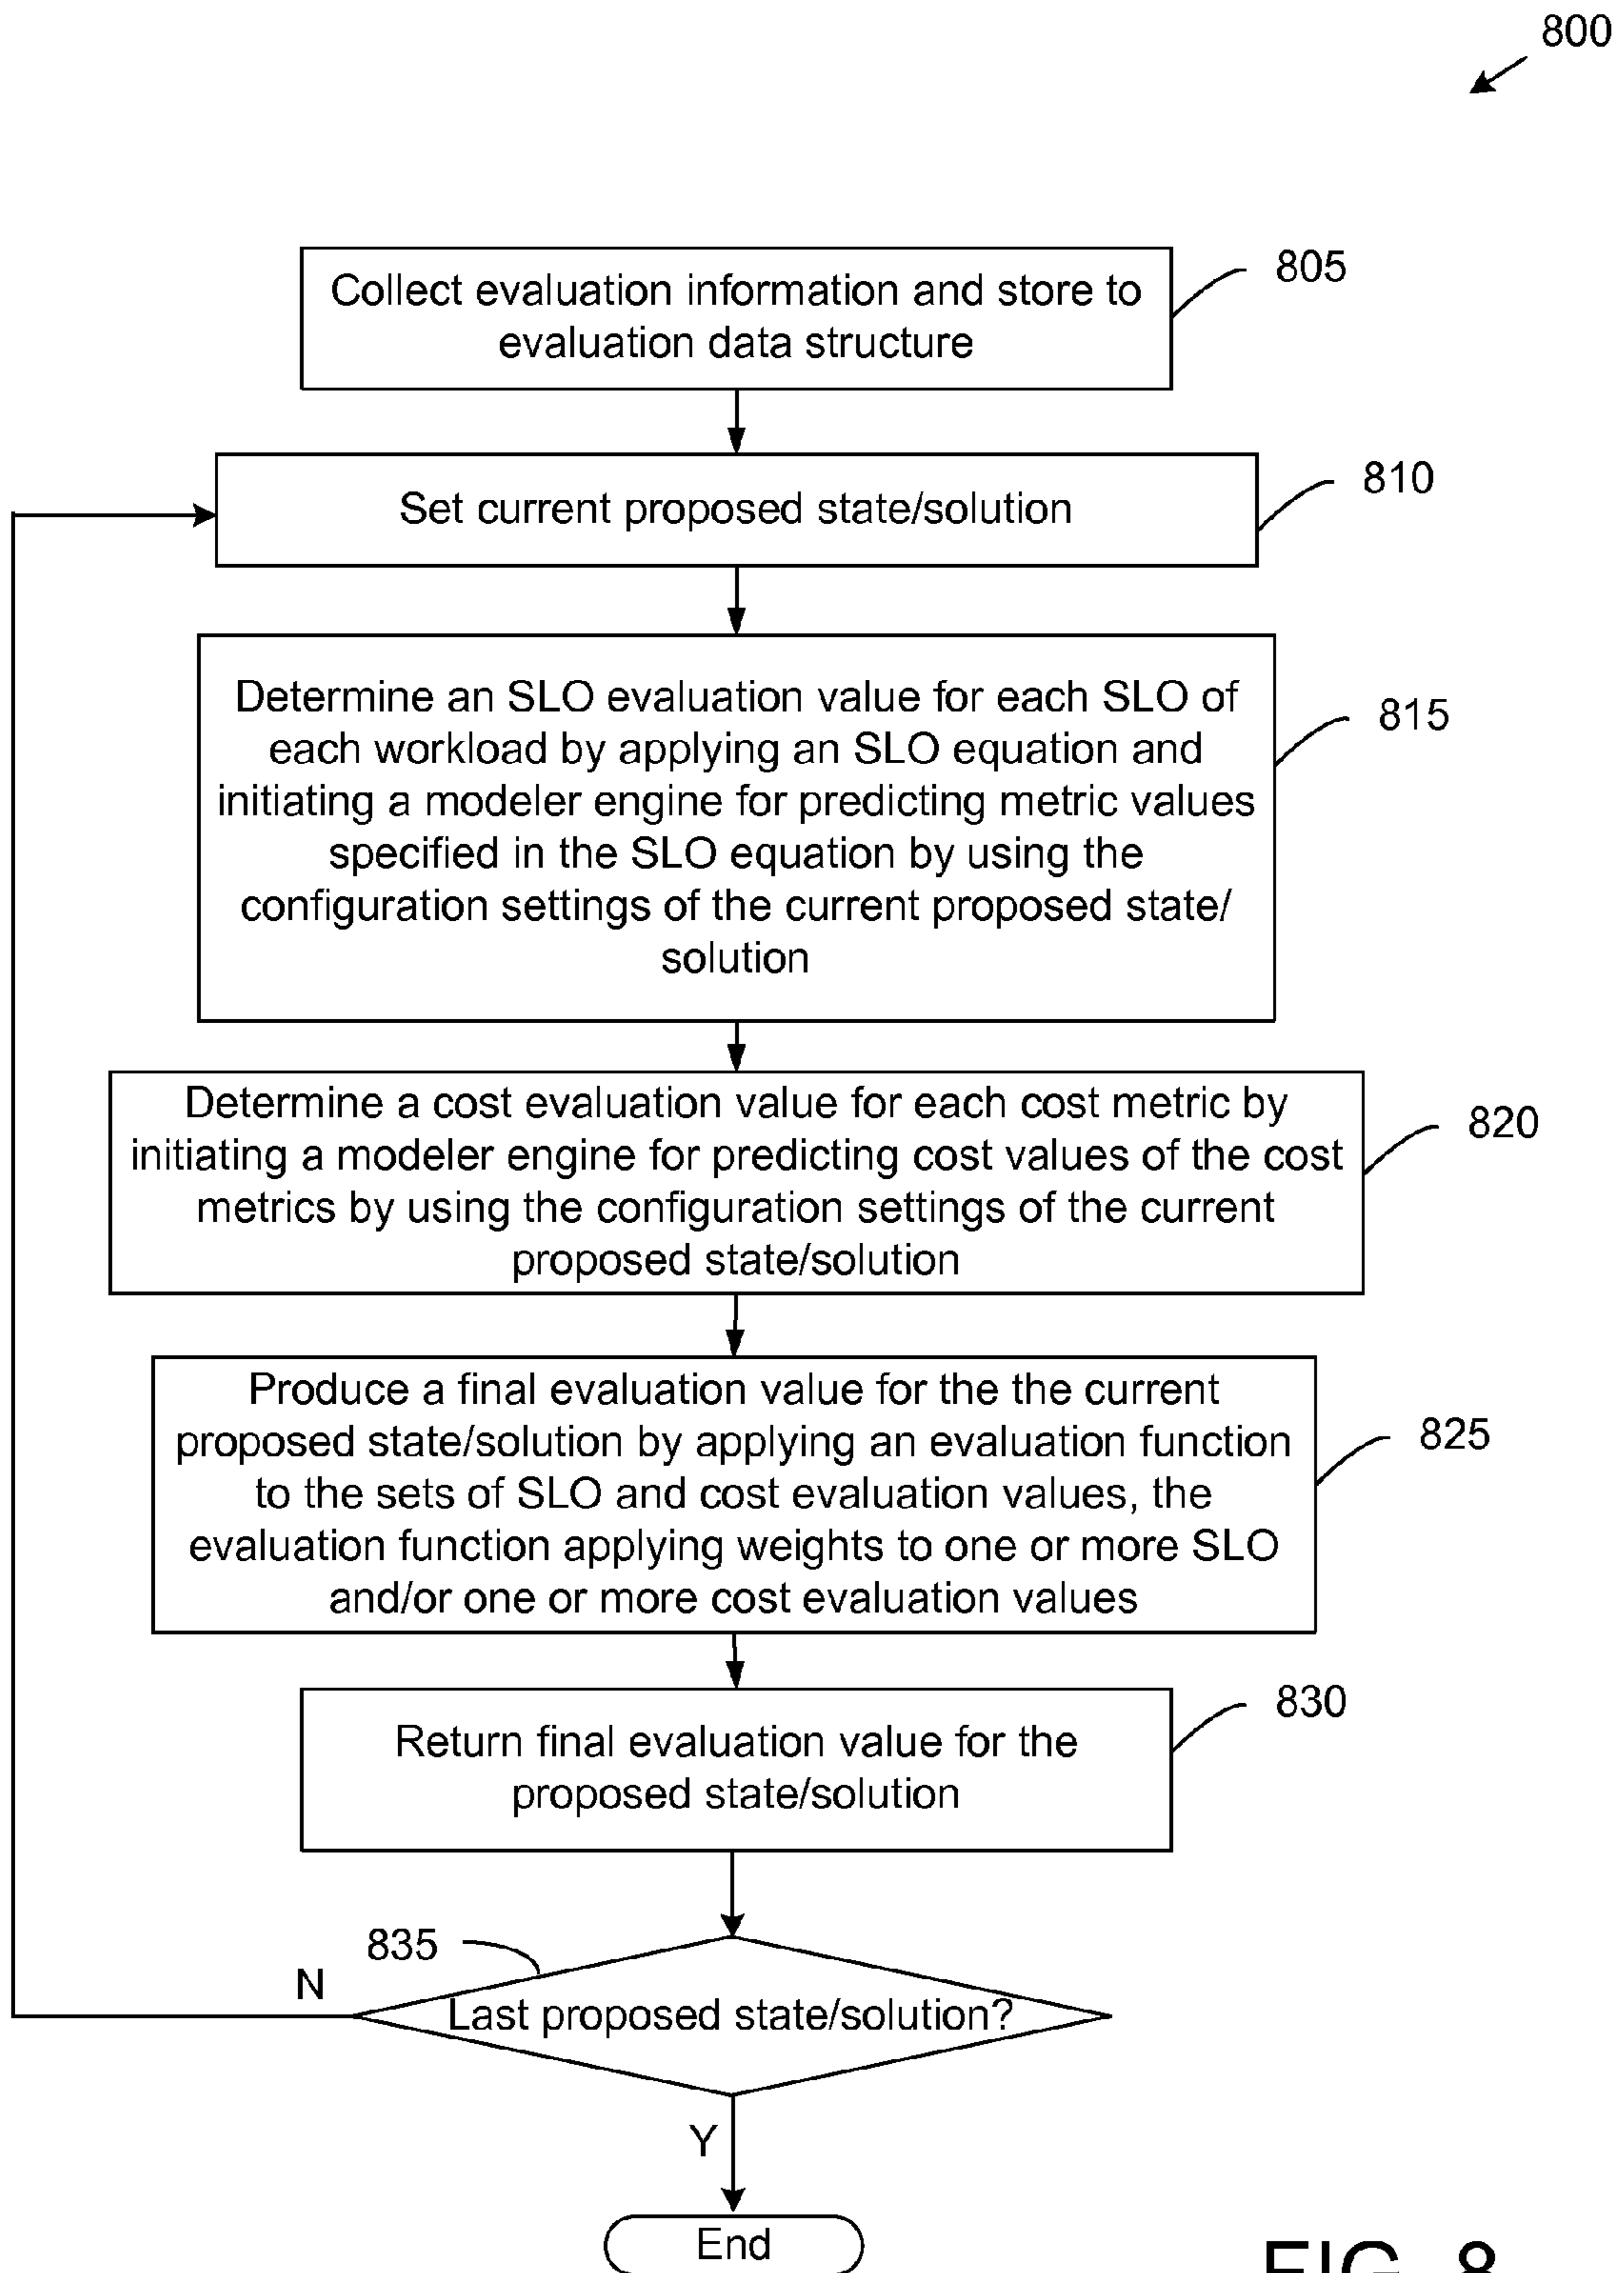 800
Collect evaluation information and store to
evaluation data structure
805
Set current proposed state/solution
810
Determine an SLO evaluation value for each SLO of
each workload by applying an SLO equation and
initiating a modeler engine for predicting metric values
specified in the SLO equation by using the
configuration settings of the current proposed state/
solution
815
Determine a cost evaluation value for each cost metric by
initiating a modeler engine for predicting cost values of the cost
metrics by using the configuration settings of the current
proposed state/solution
820
Produce a final evaluation value for the the current
proposed state/solution by applying an evaluation function
to the sets of SLO and cost evaluation values, the
evaluation function applying weights to one or more SLO
and/or one or more cost evaluation values
825
Return final evaluation value for the
proposed state/solution
830
835
N
Last proposed state/solution?
Y
End
FIG. 8